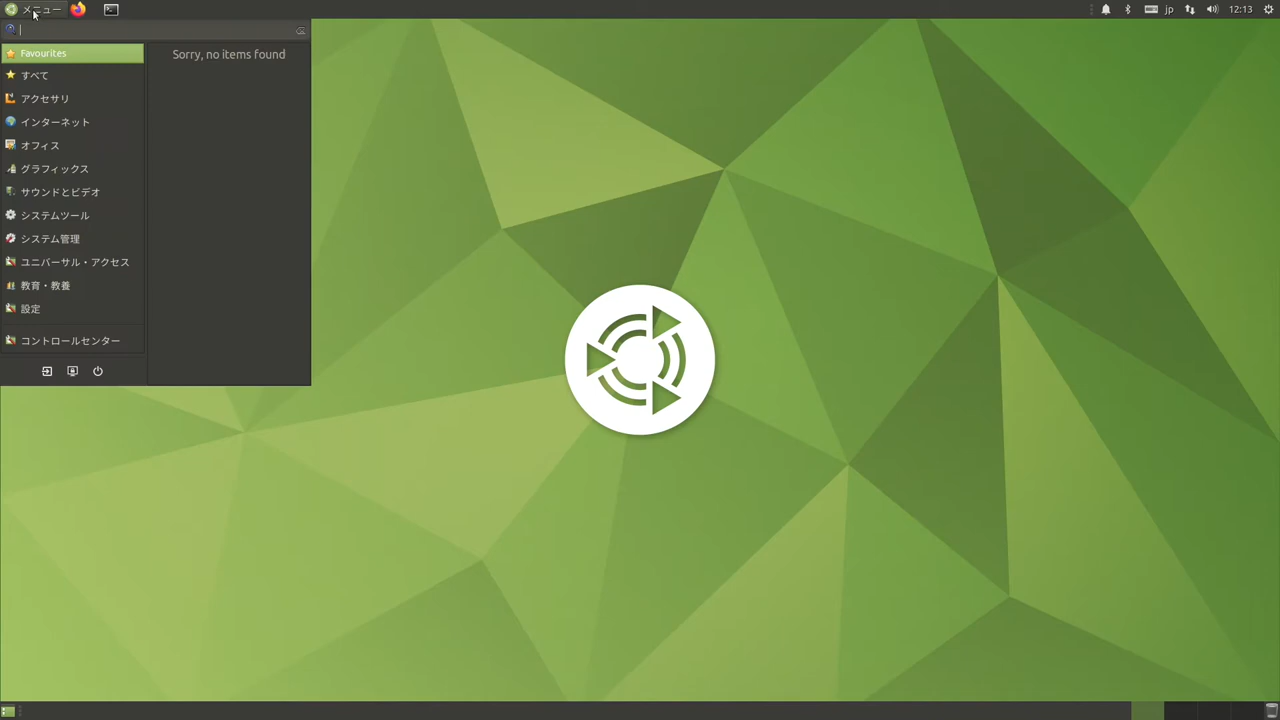 メニュー
jp
12:13
Favourites
Sorry, no items found
すべて
アクセサリ
インターネット
オフィス
グラフィックス
サウンドとビデオ
システムツール
システム管理
ユニバーサル・アクセス
教育・教養
設定
コントロールセンター